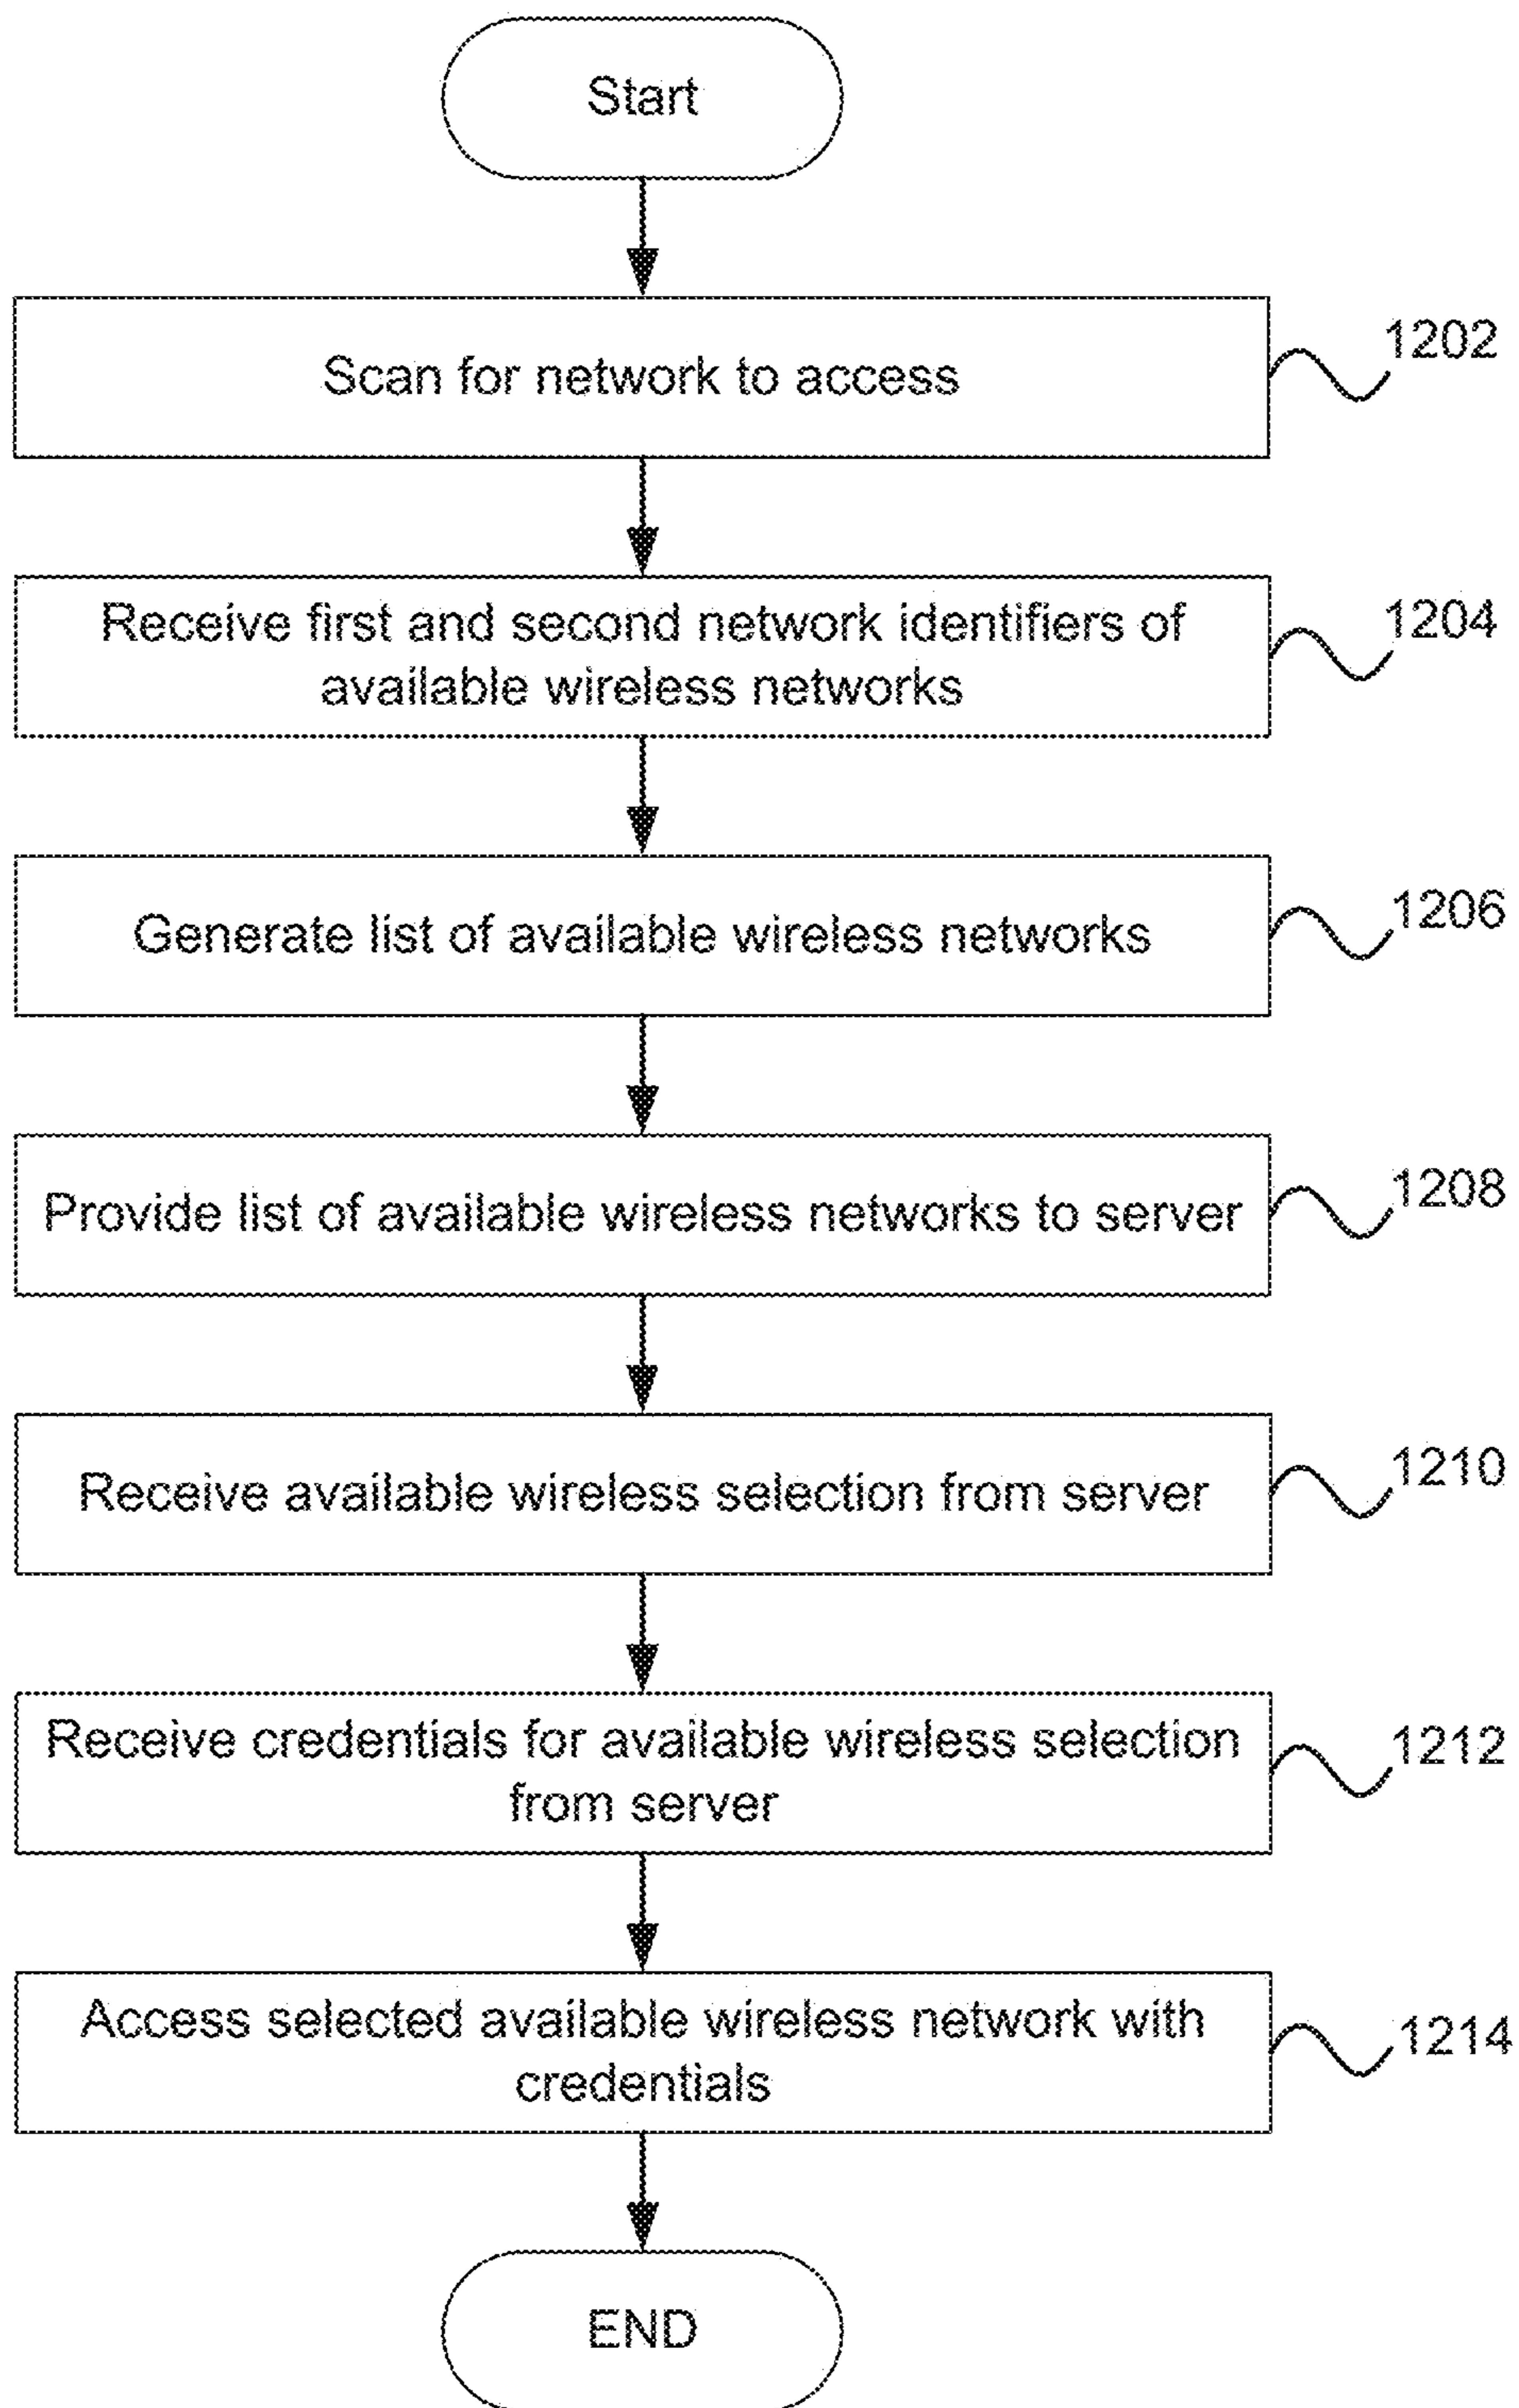 Start
Scan for network to access
1202
Receive first and second network identifiers of
available wireless networks
1204
Generate list of available wireless networks
1206
Provide list of available wireless networks to server
1208
Receive available wireless selection from server
1210
Receive credentials for available wireless selection
from server
1212
Access selected available wireless network with
credentials
1214
END